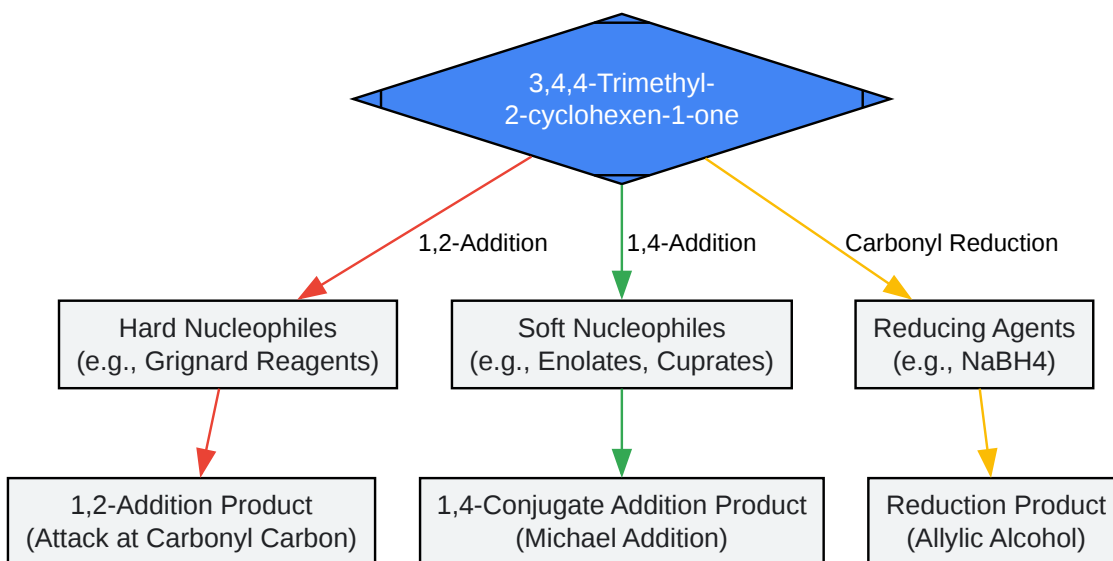 3,4,4-Trimethyl-
2-cyclohexen-1-one
1,2-Addition
1,4-Addition
Carbonyl Reduction
Hard Nucleophiles
(e.g., Grignard Reagents)
Soft Nucleophiles
(e.g., Enolates, Cuprates)
Reducing Agents
(e.g., NaBH4)
1,2-Addition Product
(Attack at Carbonyl Carbon)
1,4-Conjugate Addition Product
(Michael Addition)
Reduction Product
(Allylic Alcohol)